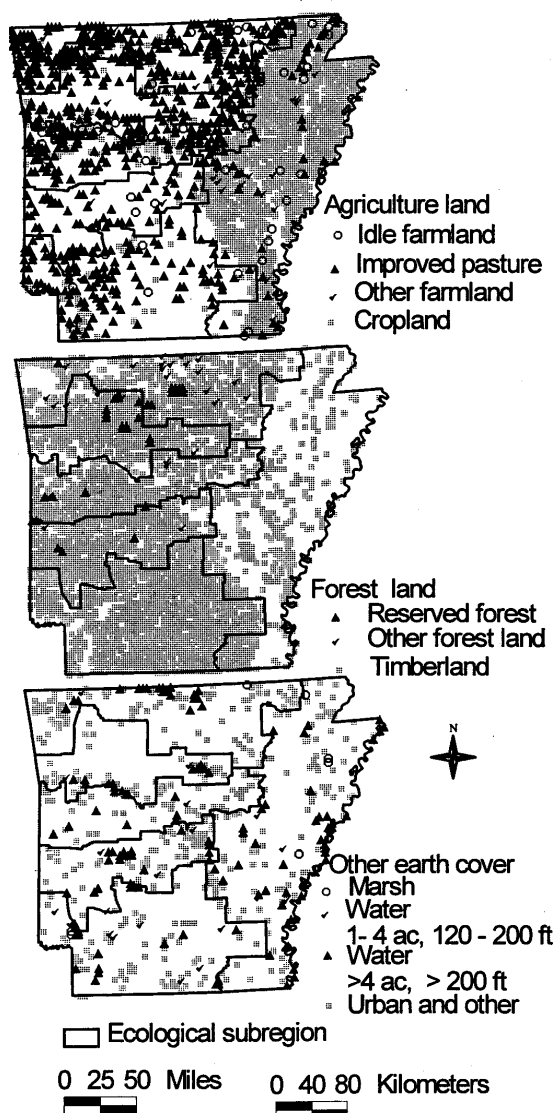 Agriculture land
Idle farmland
Improved pasture
Other farmland
Cropland
Forest land
Reserved forest
Other forest land
Timberland
N
Other earth cover
Marsh
Water
1- 4 ac, 120 - 200 ft
Water
>4 ac, > 200 ft
Urban and other
Ecological subregion
0 25 50 Miles 0 40 80 Kilometers